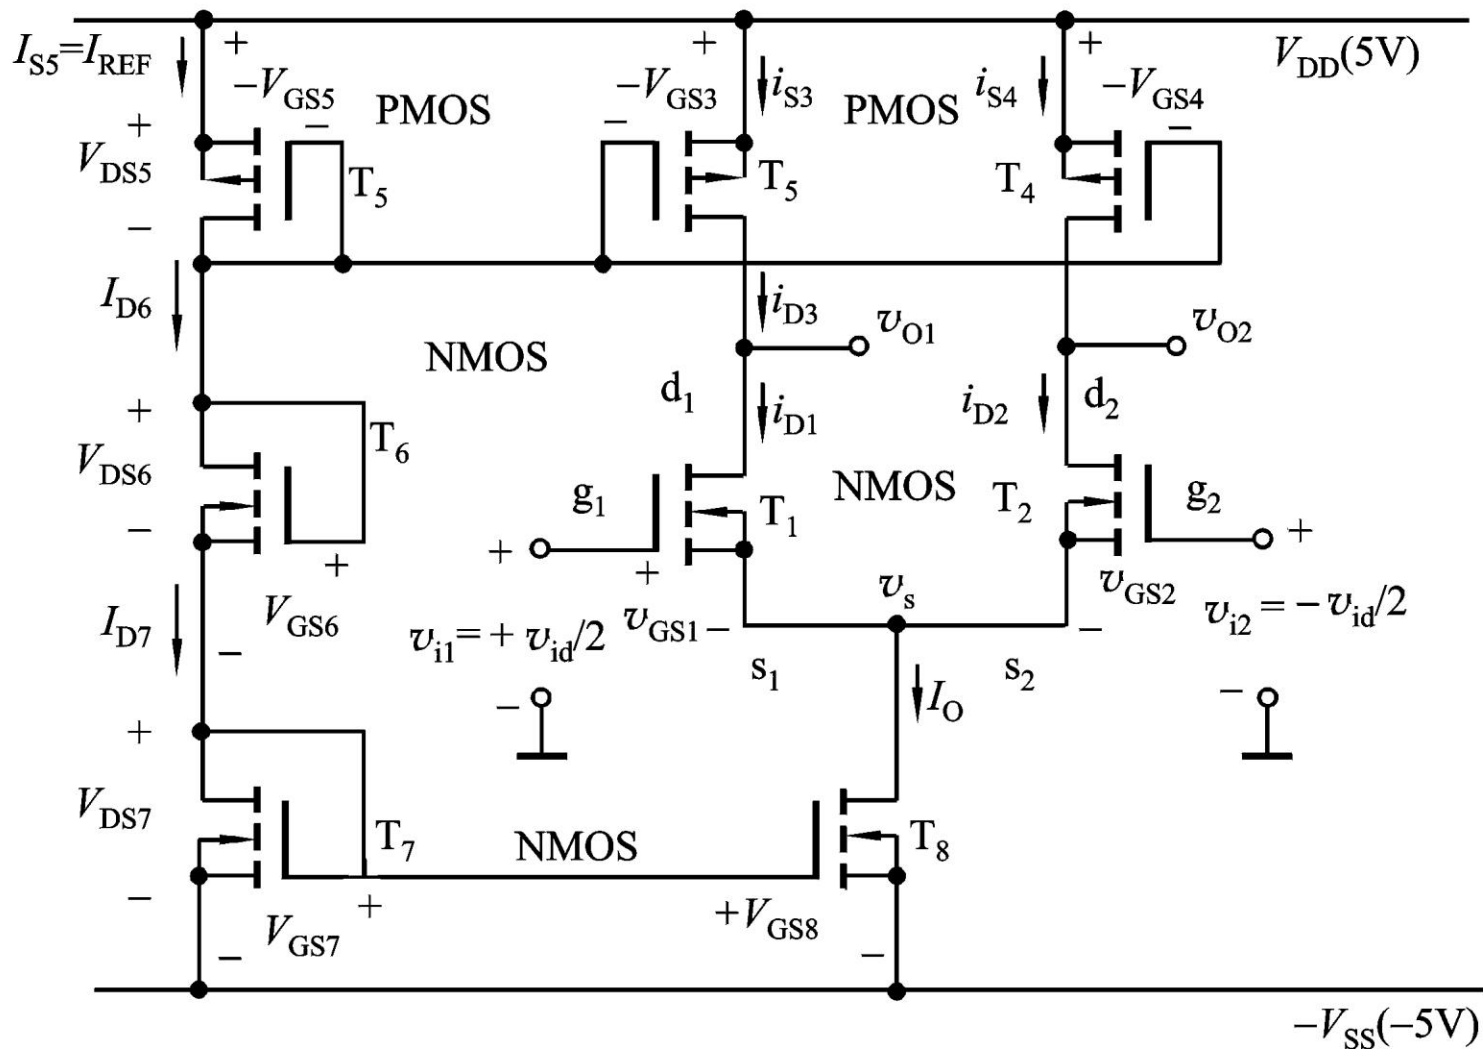 I_S5=I_REF
+
+
+
V_DD(5V)
−V_GS5
PMOS
−V_GS3
i_S3
PMOS
i_S4
−V_GS4
+
−
−
−
V_DS5
T_5
T_5
T_4
−
I_D6
i_D3
v_O1
v_O2
NMOS
d_1
i_D1
i_D2
d_2
+
T_6
V_DS6
g_1
T_1
NMOS
T_2
g_2
−
+
+
+
+
I_D7
V_GS6
v_i1=+v_id/2
v_GS1
−
v_s
v_GS2
−
v_i2=−v_id/2
−
s_1
s_2
−
I_O
−
+
V_DS7
T_7
NMOS
T_8
−
+
+V_GS8
V_GS7
−
−
−V_SS(−5V)